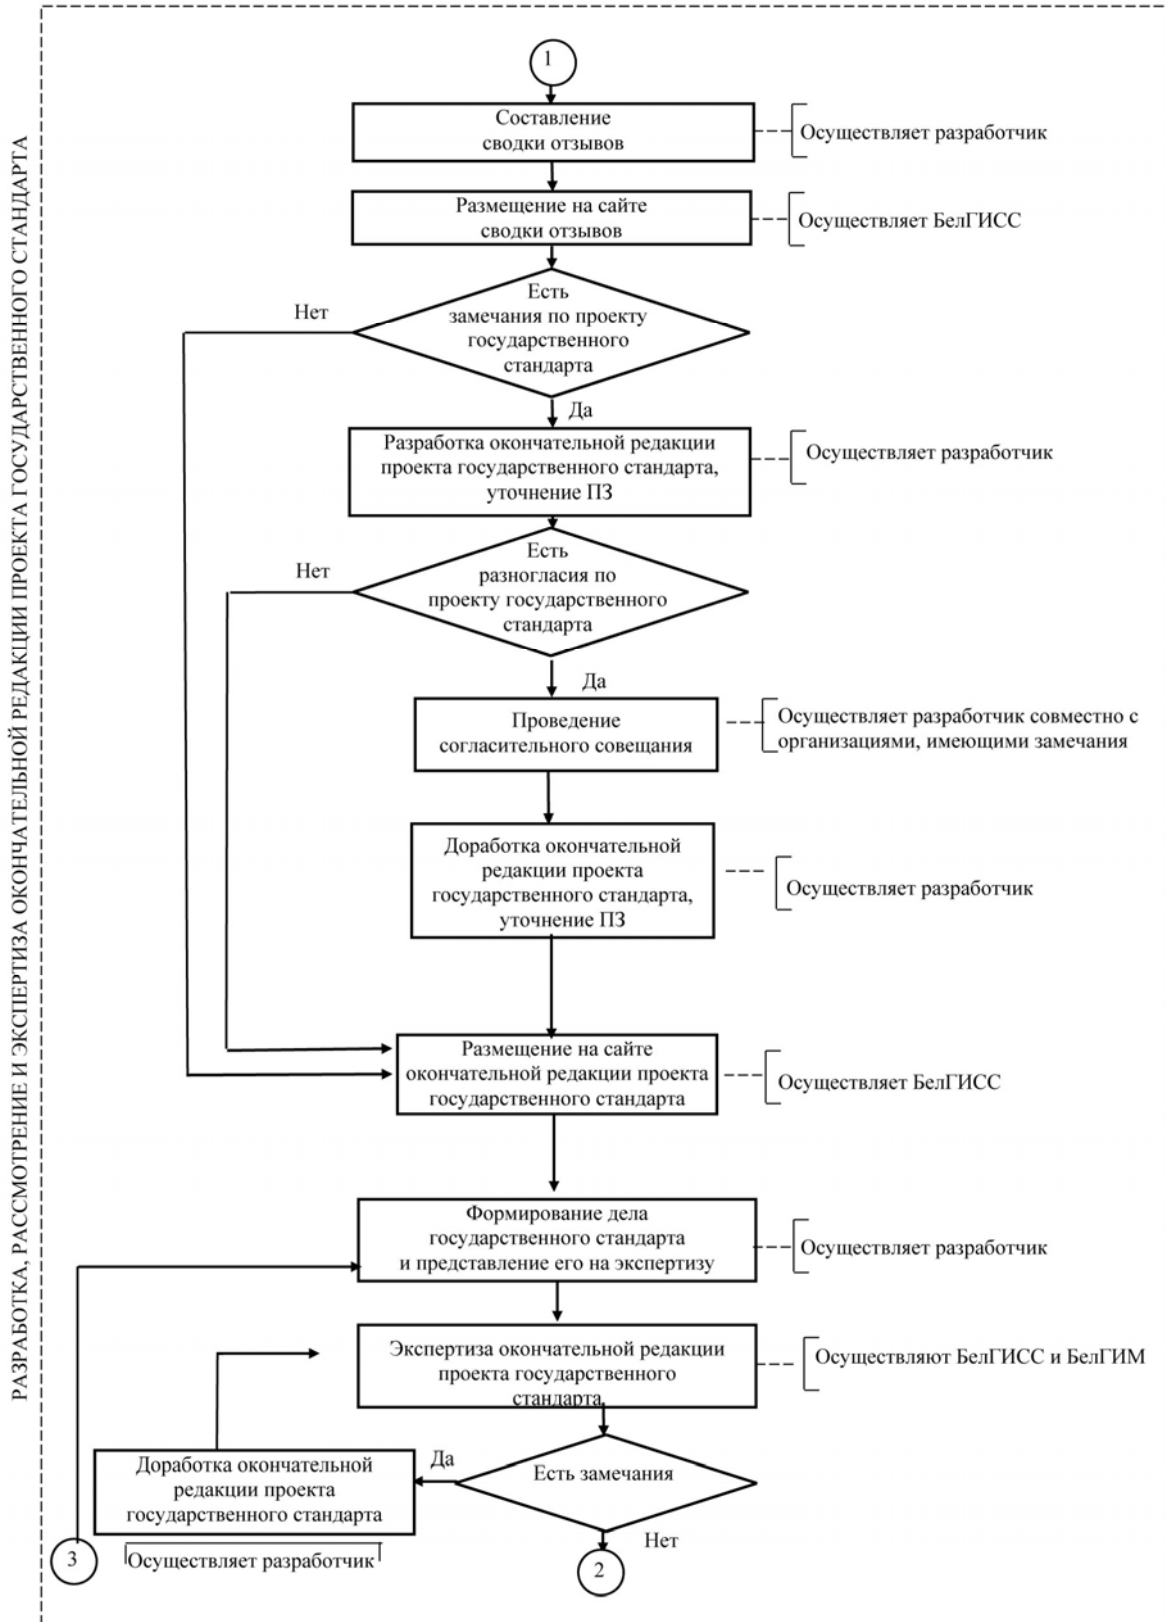 РАЗРАБОТКА, РАССМОТРЕНИЕ И ЭКСПЕРТИЗА ОКОНЧАТЕЛЬНОЙ РЕДАКЦИИ ПРОЕКТА ГОСУДАРСТВЕННОГО СТАНДАРТА
1
Составление
сводки отзывов
Осуществляет разработчик
Размещение на сайте
сводки отзывов
Осуществляет БелГИСС
Есть
замечания по проекту
государственного
стандарта
Нет
Да
Разработка окончательной редакции
проекта государственного стандарта,
уточнение ПЗ
Осуществляет разработчик
Есть
разногласия по
проекту государственного
стандарта
Нет
Да
Проведение
согласительного совещания
Осуществляет разработчик совместно с
организациями, имеющими замечания
Доработка окончательной
редакции проекта
государственного стандарта,
уточнение ПЗ
Осуществляет разработчик
Размещение на сайте
окончательной редакции проекта
государственного стандарта
Осуществляет БелГИСС
Формирование дела
государственного стандарта
и представление его на экспертизу
Осуществляет разработчик
Экспертиза окончательной редакции
проекта государственного
стандарта
Осуществляют БелГИСС и БелГИМ
Есть замечания
Да
Доработка окончательной
редакции проекта
государственного стандарта
Осуществляет разработчик
3
Нет
2